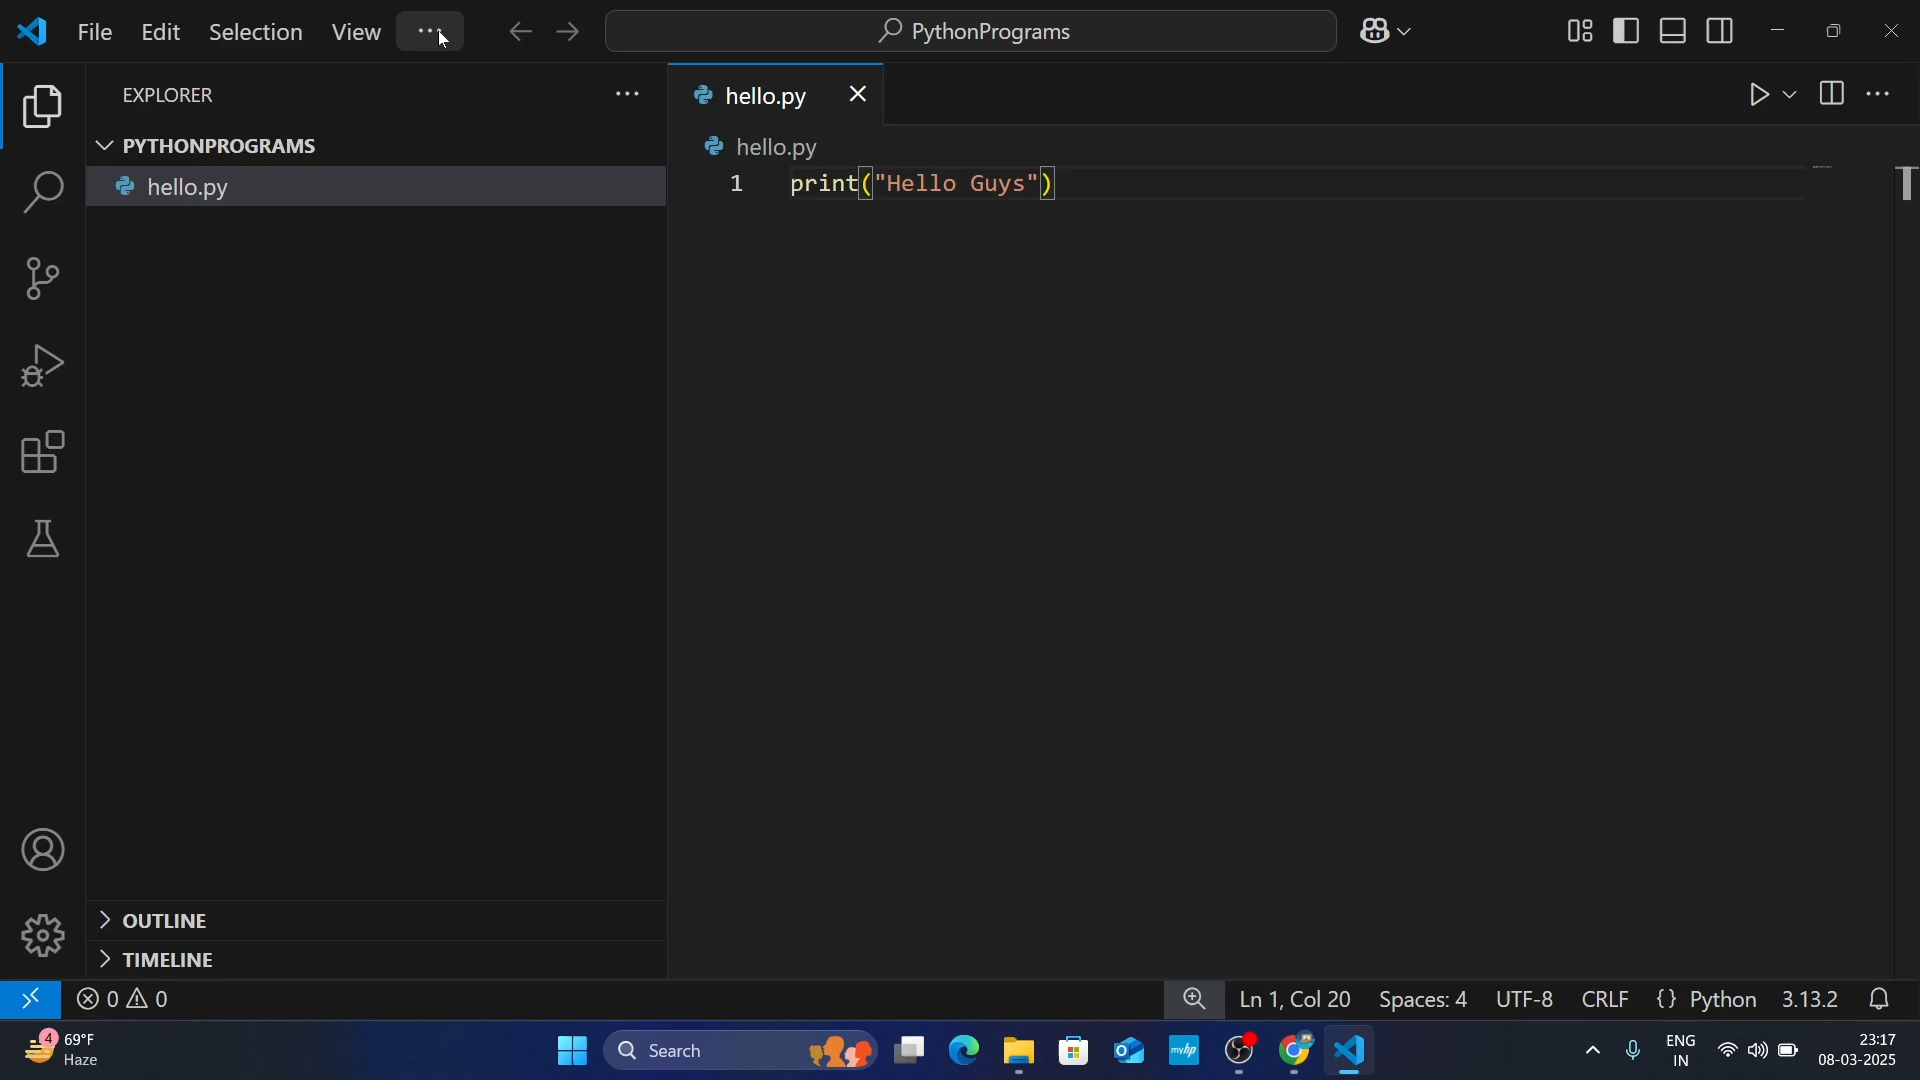 File Edit Selection View ··· PythonPrograms
EXPLORER ···
PYTHONPROGRAMS
hello.py
OUTLINE
TIMELINE
hello.py
hello.py
1 print("Hello Guys")
0 0 Ln 1, Col 20 Spaces: 4 UTF-8 CRLF {} Python 3.13.2
4 69°F
Haze
Search
myhp
ENG
IN
23:17
08-03-2025